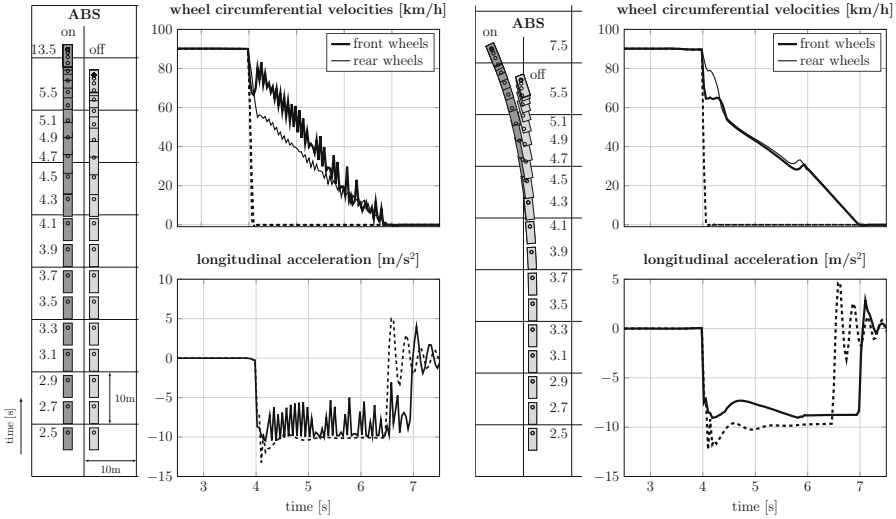 ABS
on
off
13.5
5.5
5.1
4.9
4.7
4.5
4.3
4.1
3.9
3.7
3.5
3.3
3.1
2.9
2.7
2.5
10m
10m
time [s]
wheel circumferential velocities [km/h]
front wheels
rear wheels
100
80
60
40
20
0
longitudinal acceleration [m/s²]
10
5
0
−5
−10
−15
3 4 5 6 7
time [s]
ABS
on
off
7.5
5.5
5.1
4.9
4.7
4.5
4.3
4.1
3.9
3.7
3.5
3.3
3.1
2.9
2.7
2.5
wheel circumferential velocities [km/h]
front wheels
rear wheels
100
80
60
40
20
0
longitudinal acceleration [m/s²]
5
0
−5
−10
−15
3 4 5 6 7
time [s]